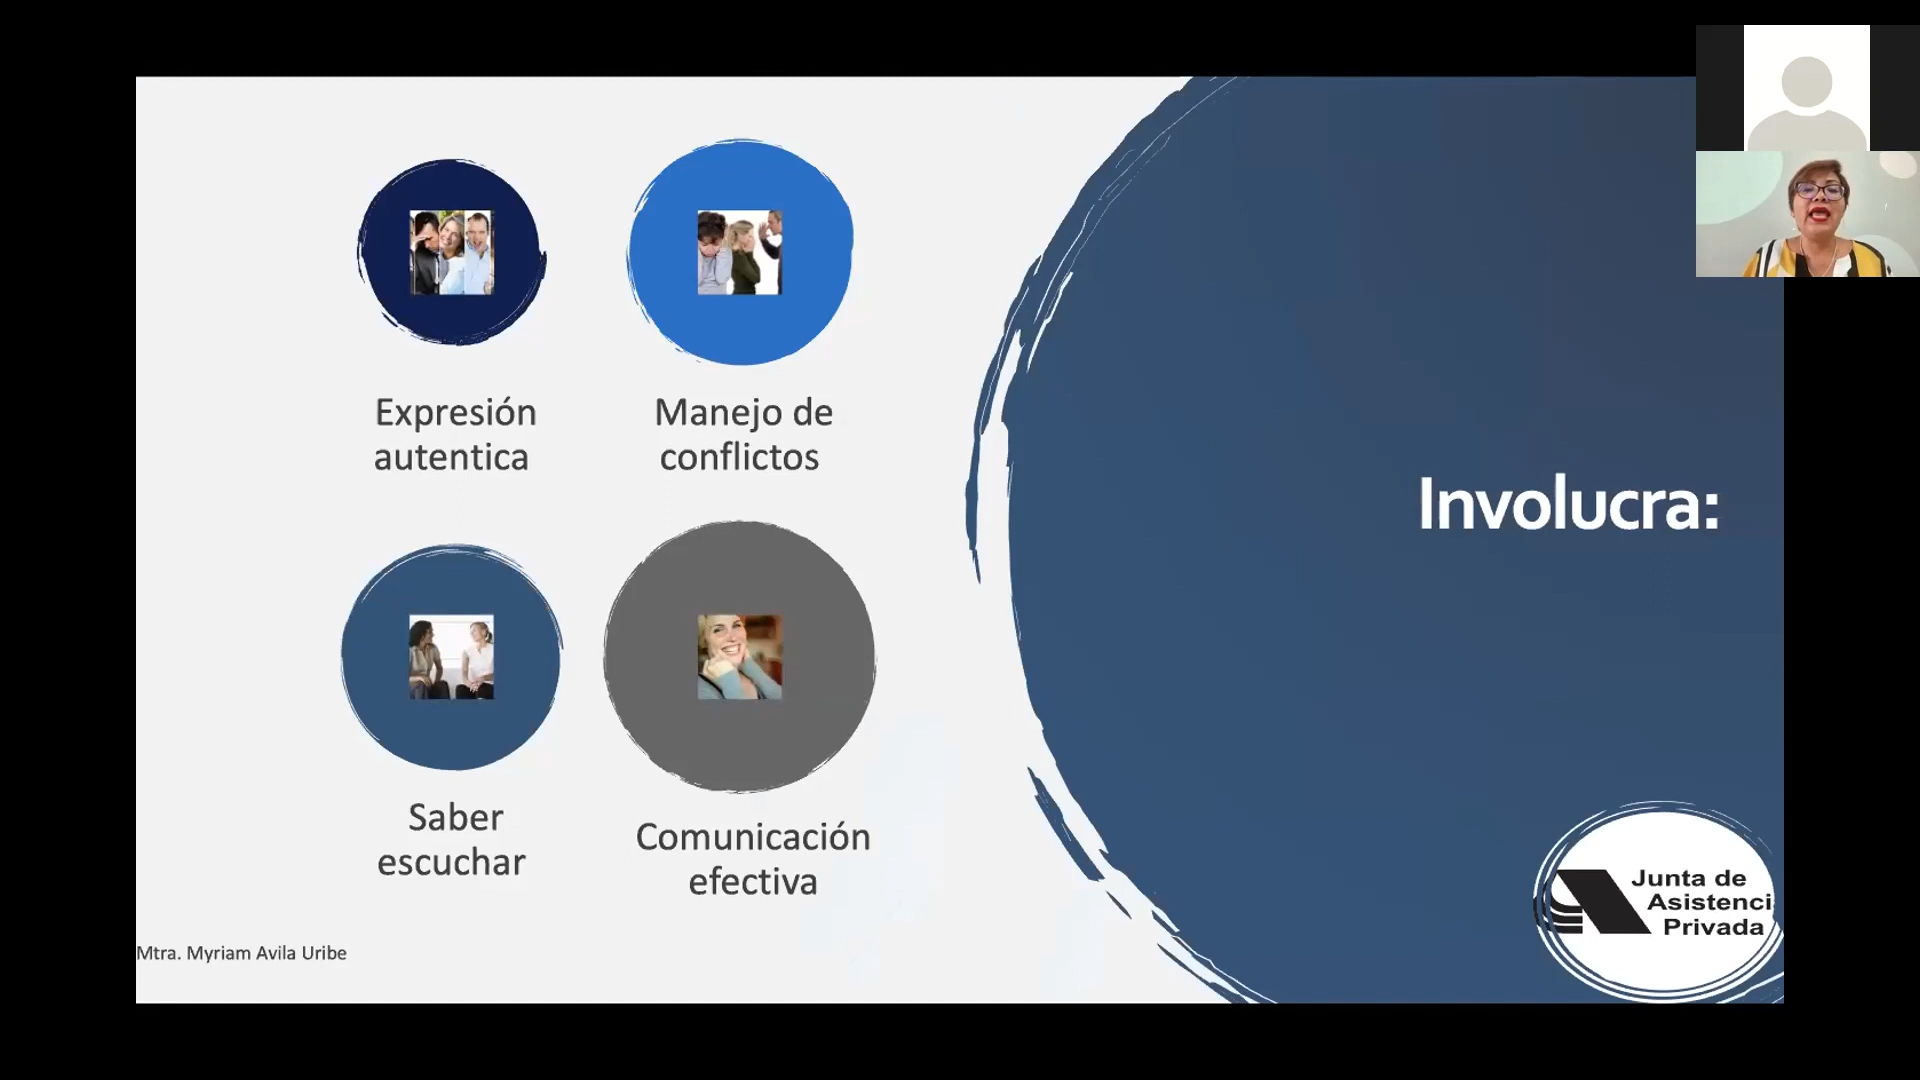 Expresión
autentica
Manejo de
conflictos
Saber
escuchar
Comunicación
efectiva
Involucra:
Mtra. Myriam Avila Uribe
Junta de
Asistenci
Privada